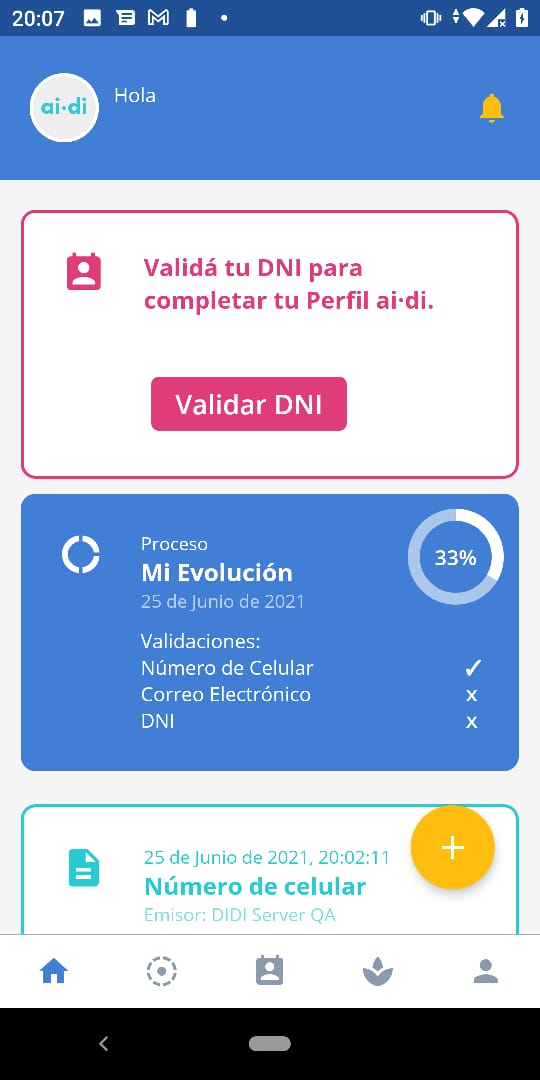 20:07
ai·di
Hola
Validá tu DNI para
completar tu Perfil ai·di.
Validar DNI
Proceso
Mi Evolución
25 de Junio de 2021
33%
Validaciones:
Número de Celular ✓
Correo Electrónico x
DNI x
25 de Junio de 2021, 20:02:11
Número de celular
Emisor: DIDI Server QA